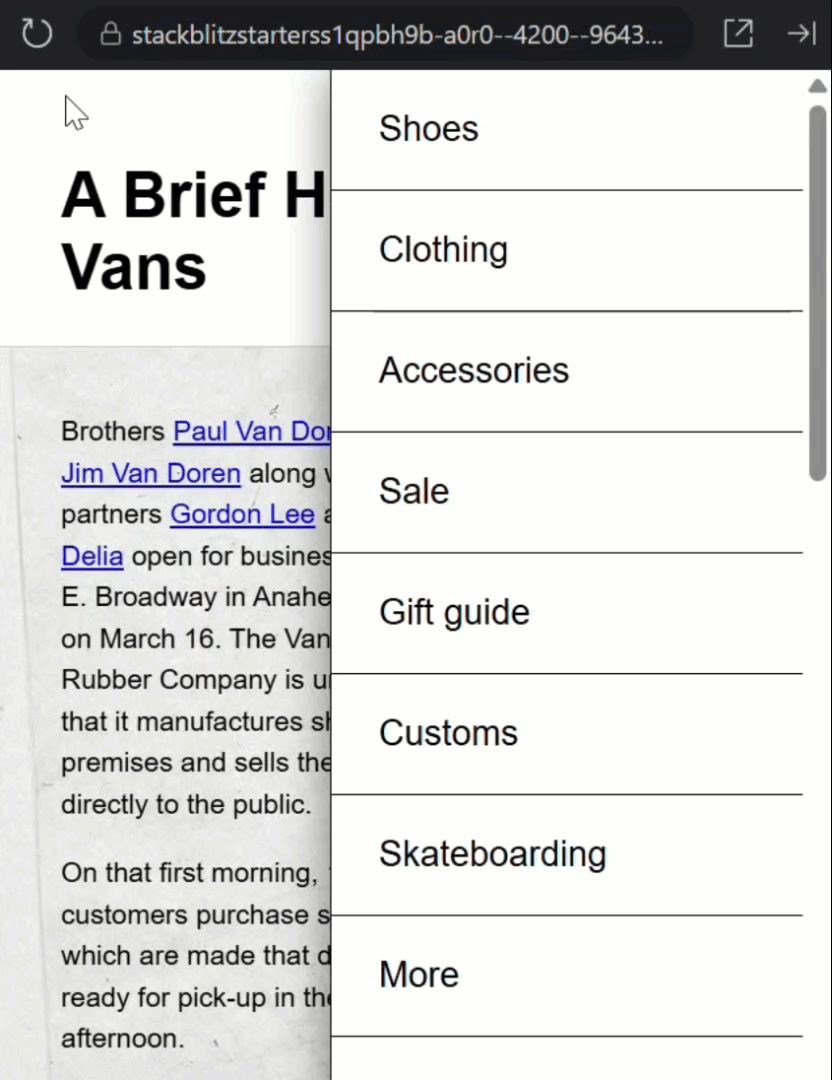 stackblitzstarterss1qpbh9b-a0r0--4200--9643...
A Brief H
Vans
Brothers Paul Van Dor
Jim Van Doren along
partners Gordon Lee
Delia open for busines
E. Broadway in Anahe
on March 16. The Van
Rubber Company is u
that it manufactures s
premises and sells the
directly to the public.
On that first morning,
customers purchase s
which are made that d
ready for pick-up in the
afternoon.
Shoes
Clothing
Accessories
Sale
Gift guide
Customs
Skateboarding
More